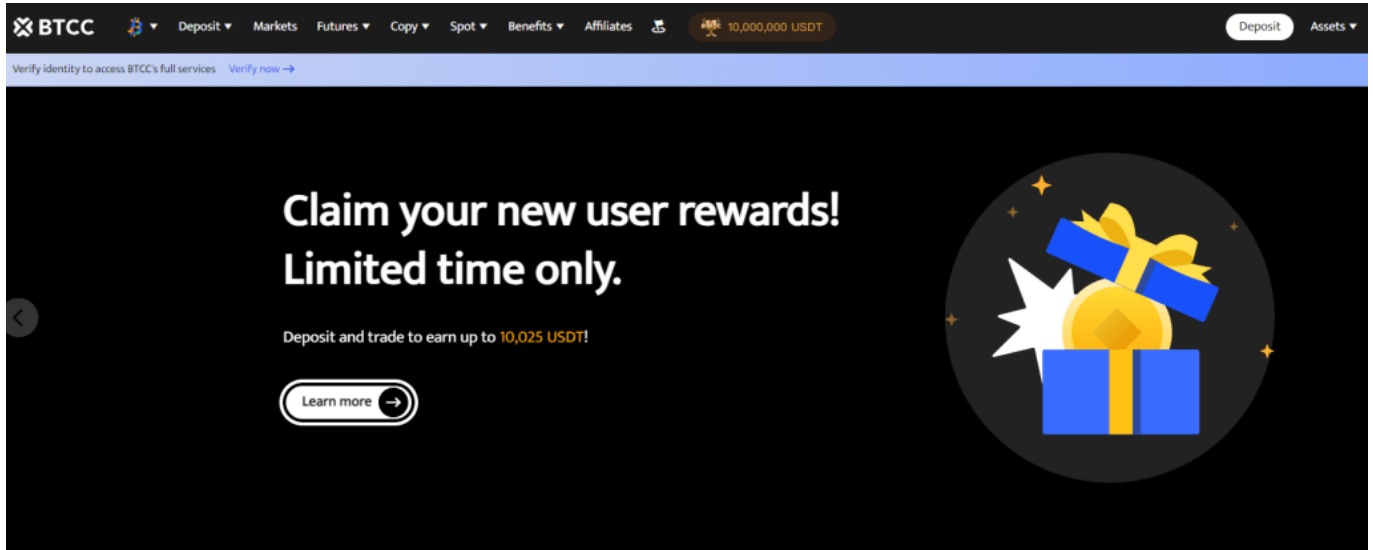 BTCC Deposit Markets Futures Copy Spot Benefits Affiliates 10,000,000 USDT Deposit Assets
Verify identity to access BTCC's full services Verify now →
Claim your new user rewards!
Limited time only.
Deposit and trade to earn up to 10,025 USDT!
Learn more